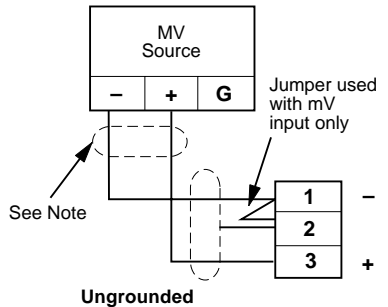 MV
Source
– + G
Jumper used
with mV
input only
See Note
1 –
2
3 +
Ungrounded